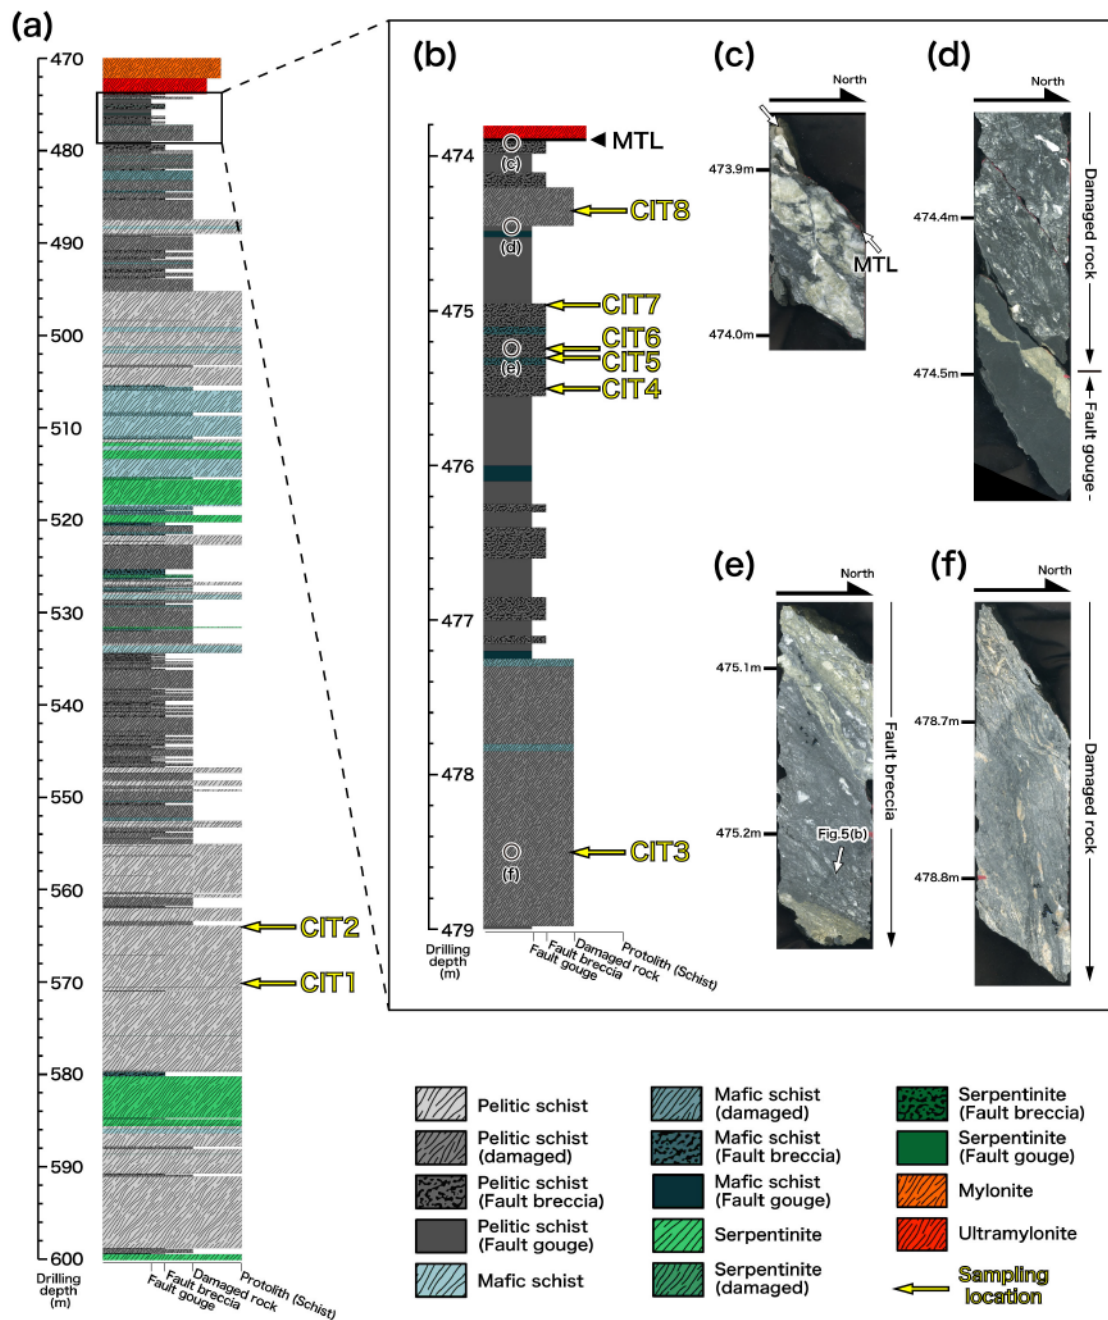 (a)
470
480
490
500
510
520
530
540
550
560
570
580
590
600
Drilling
depth
(m)
Fault gouge
Fault breccia
Damaged rock
Protolith (Schist)
CIT2
CIT1
(b)
474
475
476
477
478
479
Drilling
depth
(m)
Fault gouge
Fault breccia
Damaged rock
Protolith (Schist)
MTL
(c)
CIT8
(d)
CIT7
CIT6
(e)
CIT5
CIT4
CIT3
(f)
(c)
North
473.9m
MTL
474.0m
(d)
North
474.4m
474.5m
Damaged rock
Fault gouge
(e)
North
475.1m
475.2m
Fig.5(b)
Fault breccia
(f)
North
478.7m
478.8m
Damaged rock
Pelitic schist
Pelitic schist
(damaged)
Pelitic schist
(Fault breccia)
Pelitic schist
(Fault gouge)
Mafic schist
Mafic schist
(damaged)
Mafic schist
(Fault breccia)
Mafic schist
(Fault gouge)
Serpentinite
Serpentinite
(damaged)
Serpentinite
(Fault breccia)
Serpentinite
(Fault gouge)
Mylonite
Ultramylonite
Sampling
location